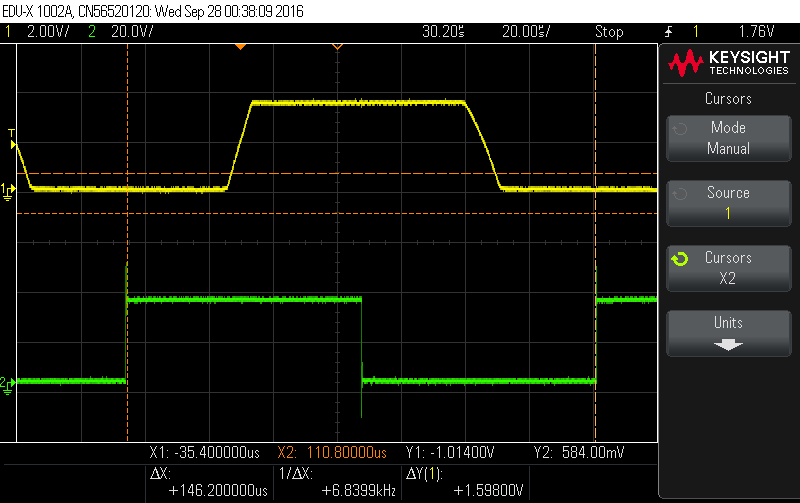 EDU-X 1002A, CN56520120: Wed Sep 28 00:38:09 2016
1 2.00V/ 2 20.0V/ 30.20s 20.00s/ Stop 1 1.76V
KEYSIGHT
TECHNOLOGIES
Cursors
Mode
Manual
Source
1
Cursors
X2
Units
T
1
2
X1: -35.400000us X2: 110.80000us Y1: -1.01400V Y2: 584.00mV
ΔX: 1/ΔX: ΔY(1):
+146.200000us +6.8399kHz +1.59800V